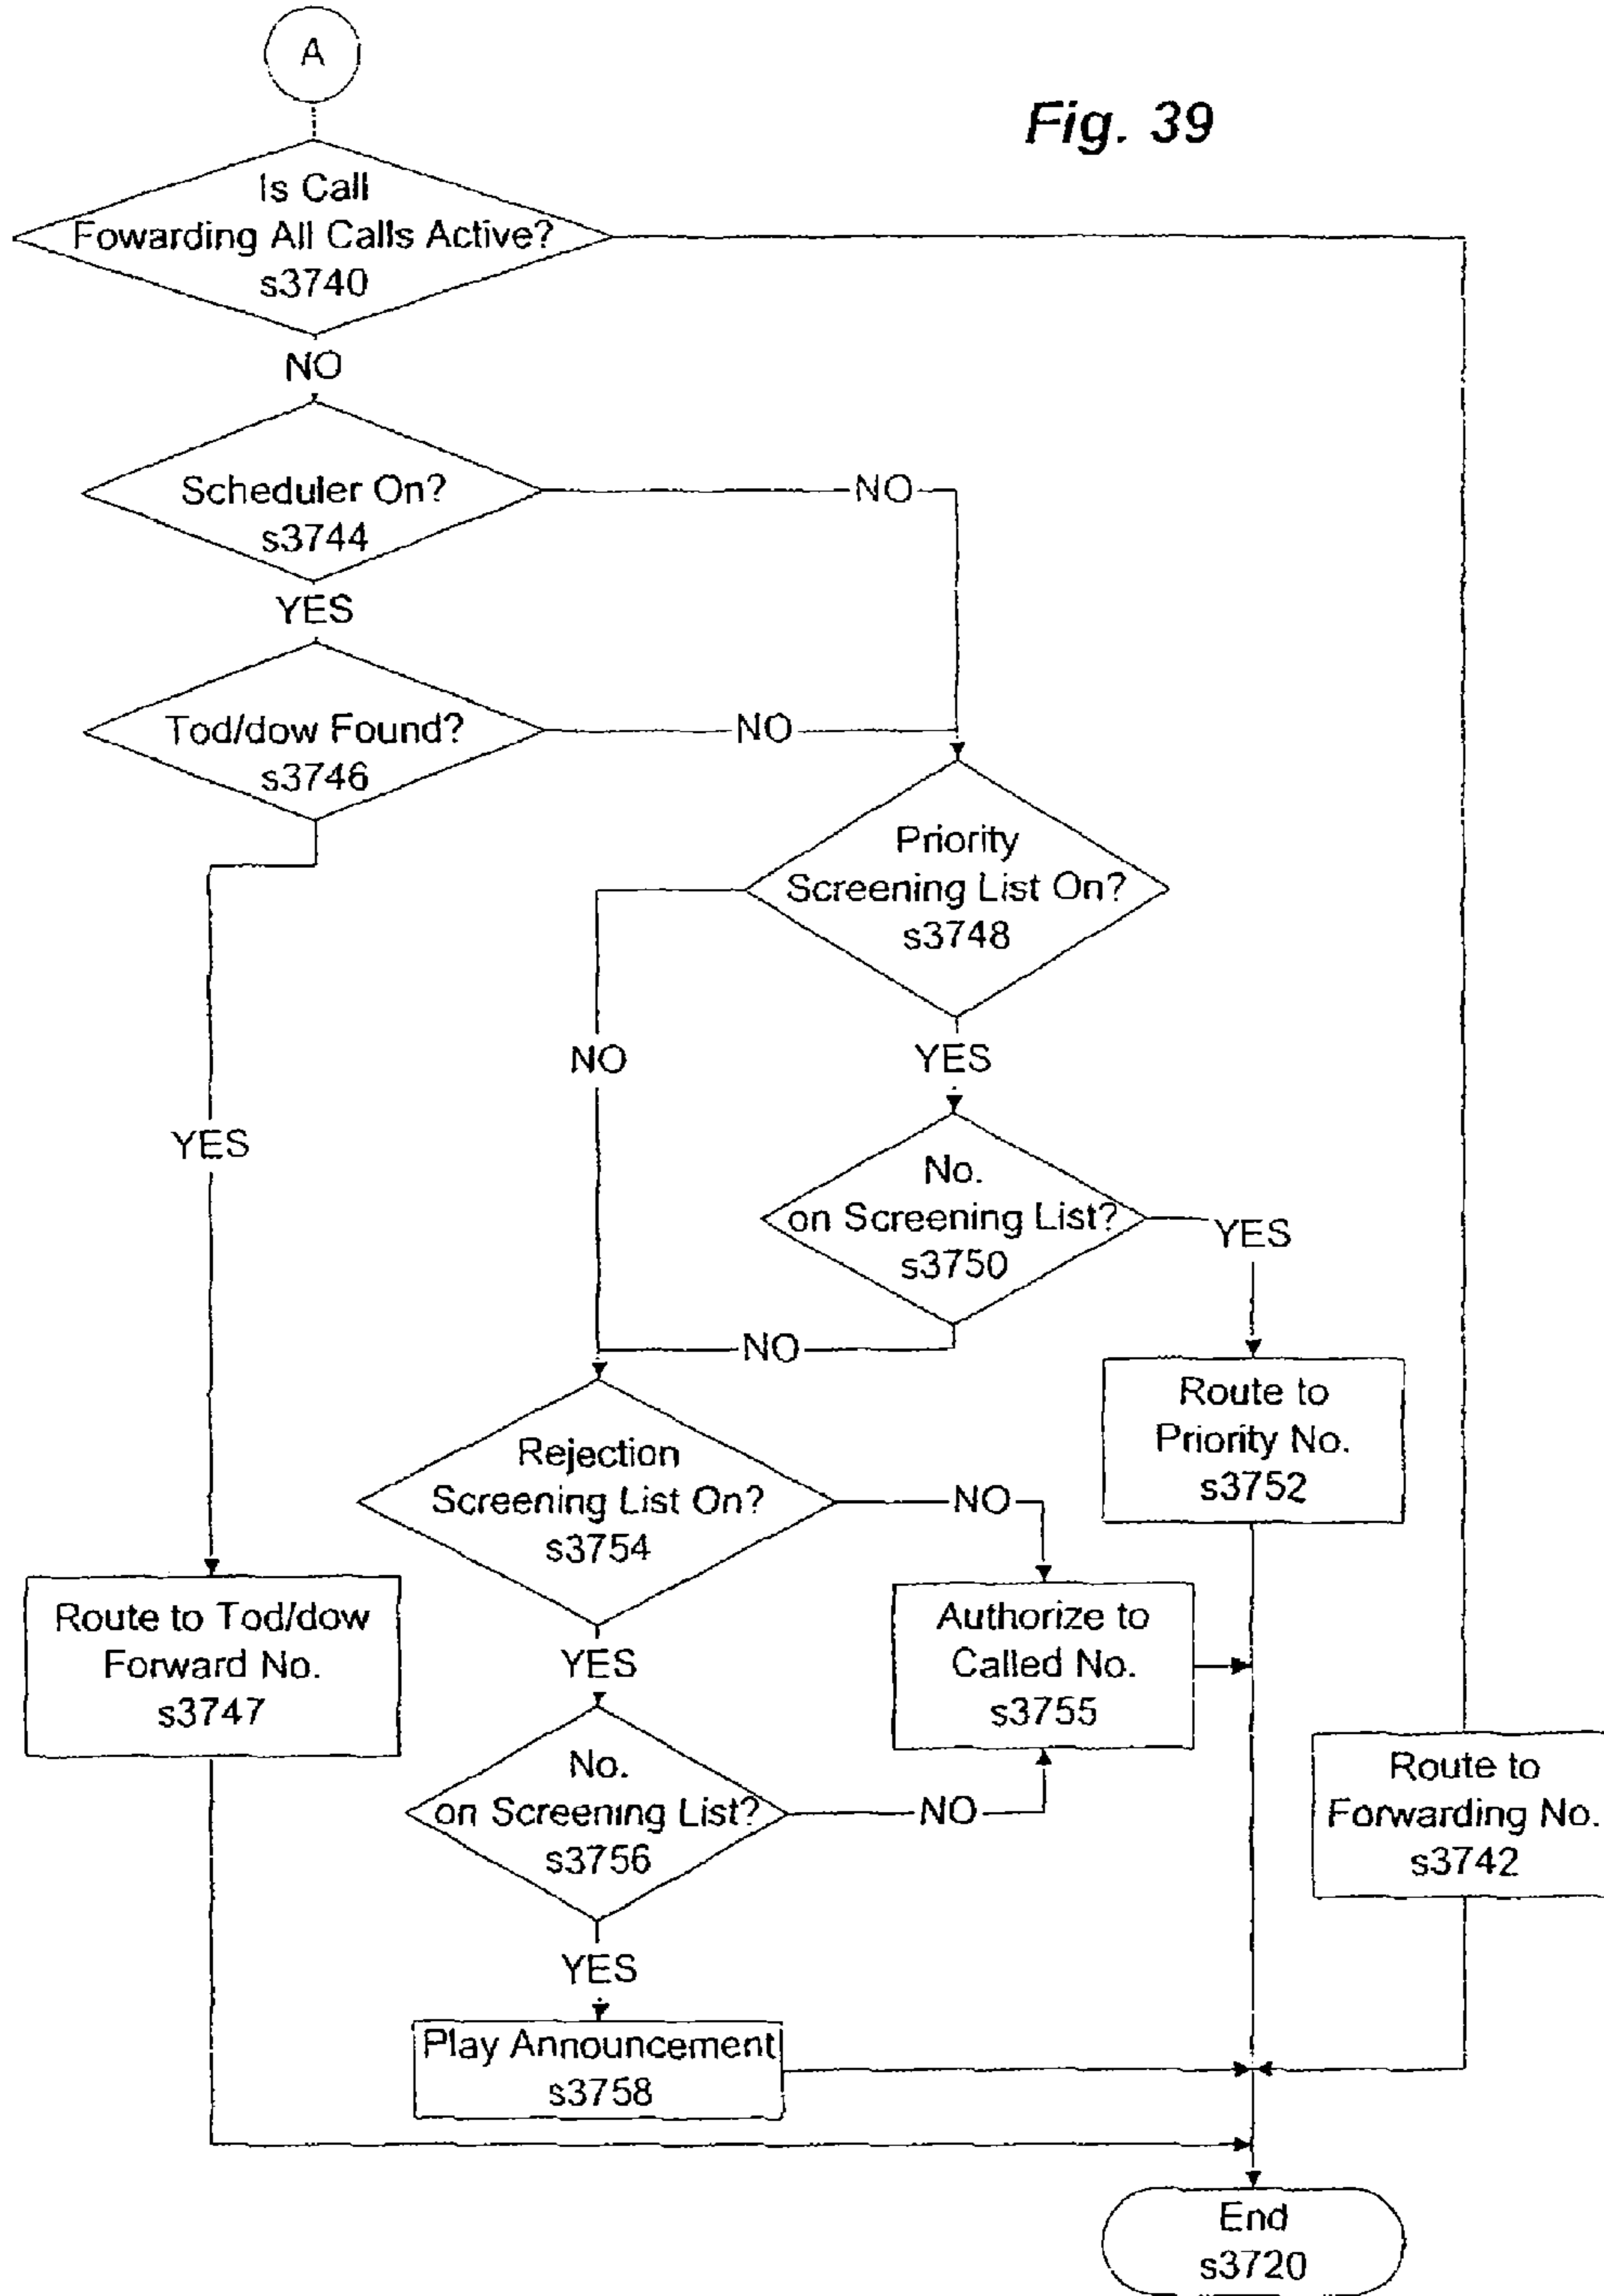 A
Fig. 39
Is Call
Fowarding All Calls Active?
s3740
NO
Scheduler On?
s3744
NO
YES
Tod/dow Found?
s3746
NO
Priority
Screening List On?
s3748
NO
YES
YES
No.
on Screening List?
s3750
YES
NO
Route to
Priority No.
s3752
Rejection
Screening List On?
s3754
NO
Route to Tod/dow
Forward No.
s3747
YES
Authorize to
Called No.
s3755
No.
on Screening List?
s3756
NO
Route to
Forwarding No.
s3742
YES
Play Announcement
s3758
End
s3720